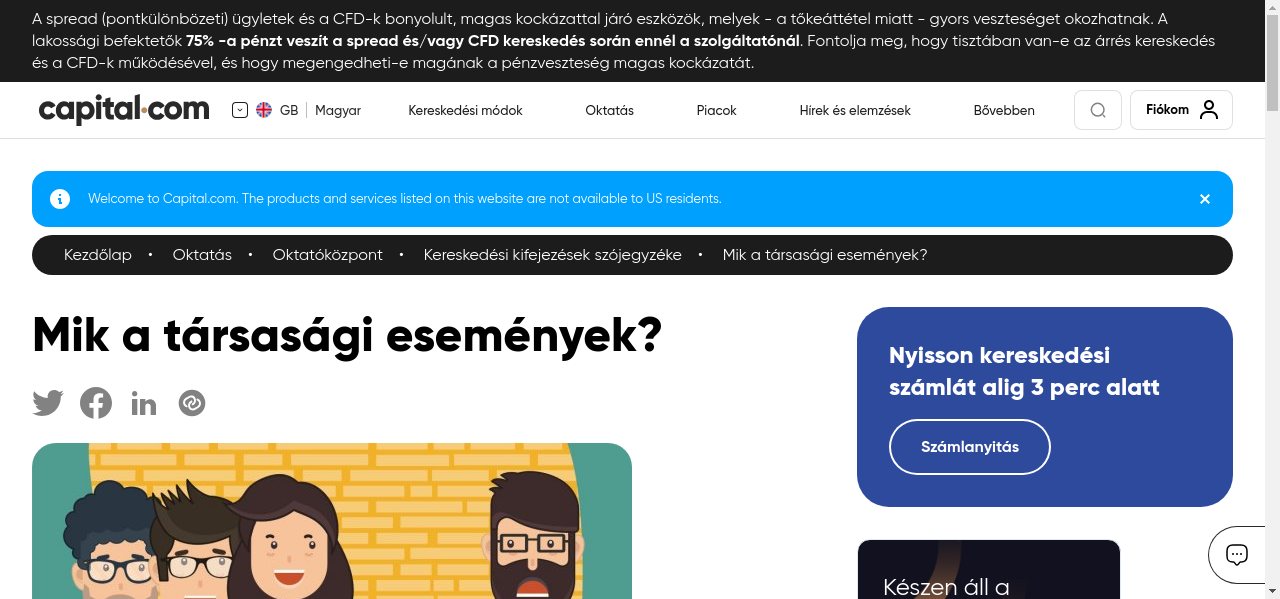 A spread (pontkülönbözeti) ügyletek és a CFD-k bonyolult, magas kockázattal járó eszközök, melyek - a tőkeáttétel miatt - gyors veszteséget okozhatnak. A
lakossági befektetők 75% -a pénzt veszít a spread és/vagy CFD kereskedés során ennél a szolgáltatónál. Fontolja meg, hogy tisztában van-e az árrés kereskedés
és a CFD-k működésével, és hogy megengedheti-e magának a pénzveszteség magas kockázatát.
capital.com GB Magyar Kereskedési módok Oktatás Piacok Hírek és elemzések Bővebben Fiókom
Welcome to Capital.com. The products and services listed on this website are not available to US residents.
Kezdőlap • Oktatás • Oktatóközpont • Kereskedési kifejezések szójegyzéke • Mik a társasági események?
Mik a társasági események?
Nyisson kereskedési
számlát alig 3 perc alatt
Számlanyitás
Készen áll a